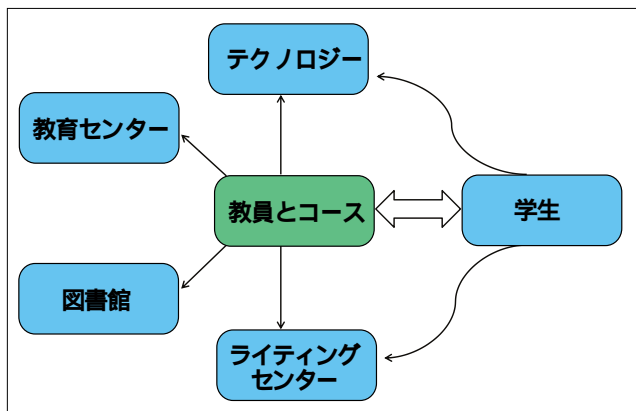 テクノロジー
教育センター
教員とコース
学生
図書館
ライティング
センター